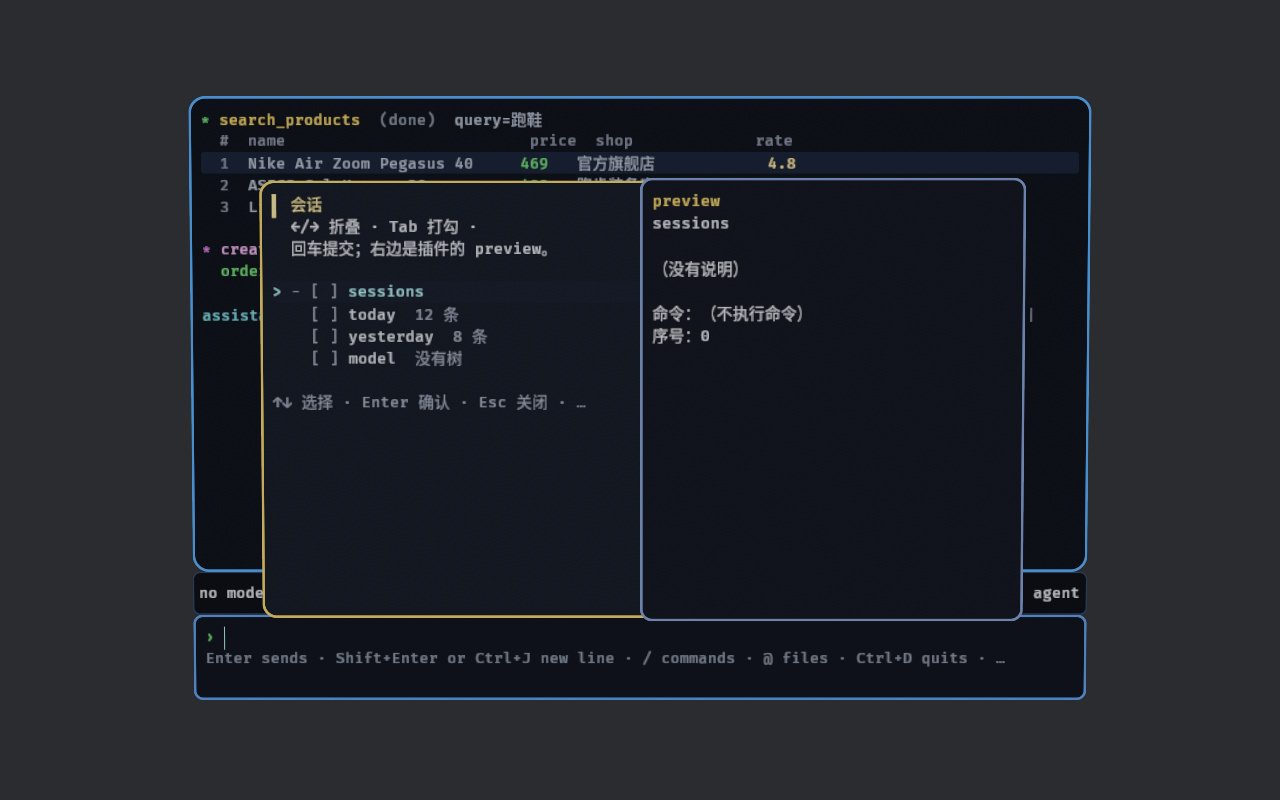 * search_products (done) query=跑鞋
# name price shop rate
1 Nike Air Zoom Pegasus 40 469 官方旗舰店 4.8
2
3 L
* crea
orde
assista
会话
←/→ 折叠 · Tab 打勾 ·
回车提交；右边是插件的 preview。
> - [ ] sessions
[ ] today 12 条
[ ] yesterday 8 条
[ ] model 没有树
↑↓ 选择 · Enter 确认 · Esc 关闭 · …
preview
sessions
（没有说明）
命令：（不执行命令）
序号：0
no mode
agent
›
Enter sends · Shift+Enter or Ctrl+J new line · / commands · @ files · Ctrl+D quits · …